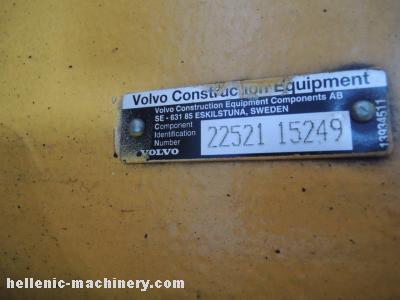 Volvo Construction Equipment
Volvo Construction Equipment Components AB
SE - 631 85 ESKILSTUNA, SWEDEN
Component
Identification
Number
22521 15249
VOLVO
13924511
hellenic-machinery.com